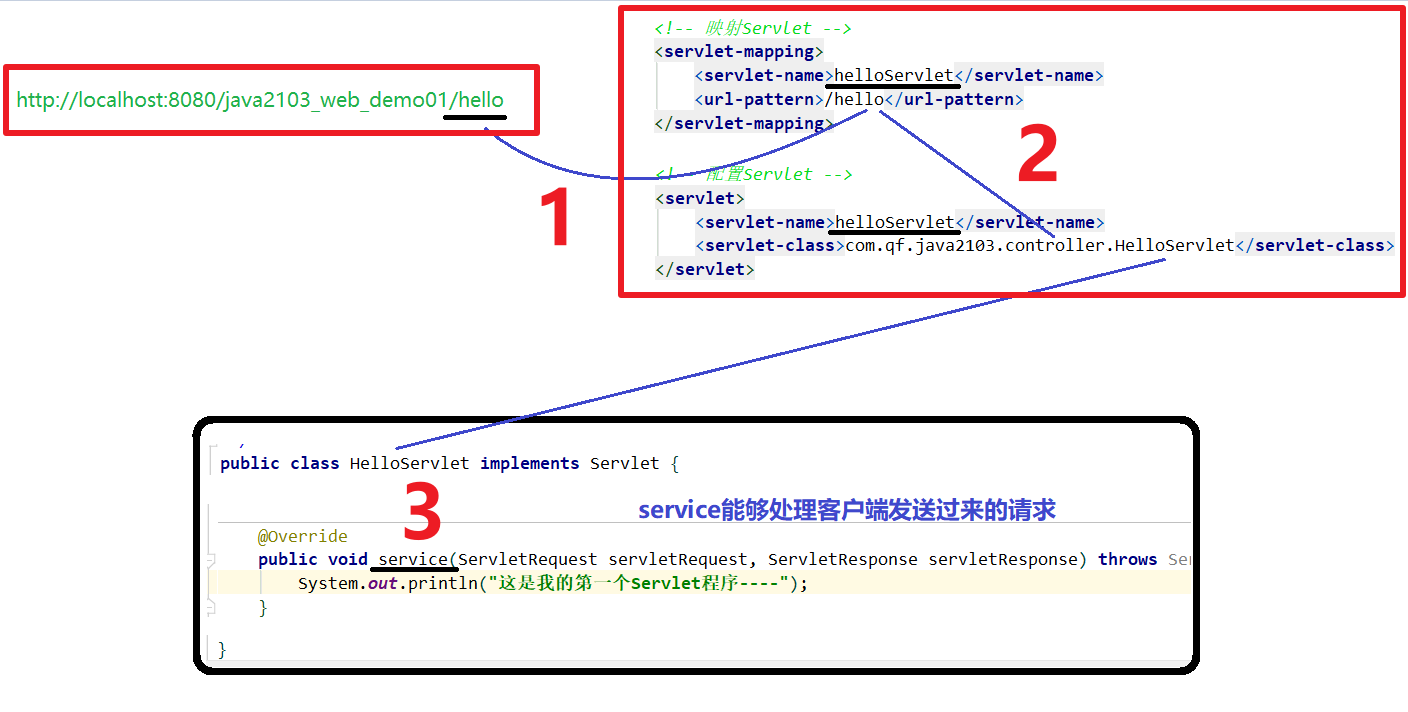 http://localhost:8080/java2103_web_demo01/hello
<!-- 映射Servlet -->
<servlet-mapping>
<servlet-name>helloServlet</servlet-name>
<url-pattern>/hello</url-pattern>
</servlet-mapping>
1
2
<!-- 配置Servlet -->
<servlet>
<servlet-name>helloServlet</servlet-name>
<servlet-class>com.qf.java2103.controller.HelloServlet</servlet-class>
</servlet>
public class HelloServlet implements Servlet {
3
service能够处理客户端发送过来的请求
@Override
public void service(ServletRequest servletRequest, ServletResponse servletResponse) throws Ser
System.out.println("这是我的第一个Servlet程序----");
}
}